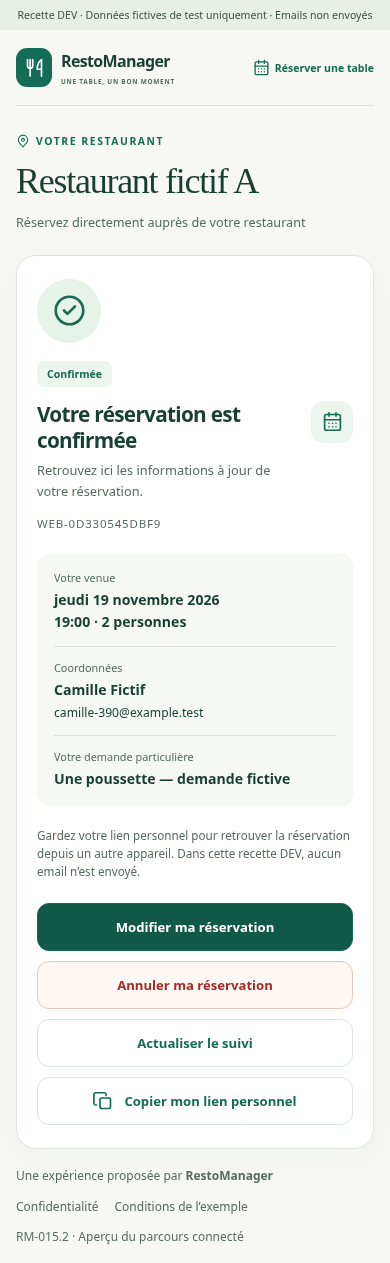 Recette DEV · Données fictives de test uniquement · Emails non envoyés
RestoManager
UNE TABLE, UN BON MOMENT
Réserver une table
VOTRE RESTAURANT
Restaurant fictif A
Réservez directement auprès de votre restaurant
Confirmée
Votre réservation est
confirmée
Retrouvez ici les informations à jour de
votre réservation.
WEB-0D330545DBF9
Votre venue
jeudi 19 novembre 2026
19:00 · 2 personnes
Coordonnées
Camille Fictif
camille-390@example.test
Votre demande particulière
Une poussette — demande fictive
Gardez votre lien personnel pour retrouver la réservation
depuis un autre appareil. Dans cette recette DEV, aucun
email n’est envoyé.
Modifier ma réservation
Annuler ma réservation
Actualiser le suivi
Copier mon lien personnel
Une expérience proposée par RestoManager
Confidentialité Conditions de l’exemple
RM-015.2 · Aperçu du parcours connecté